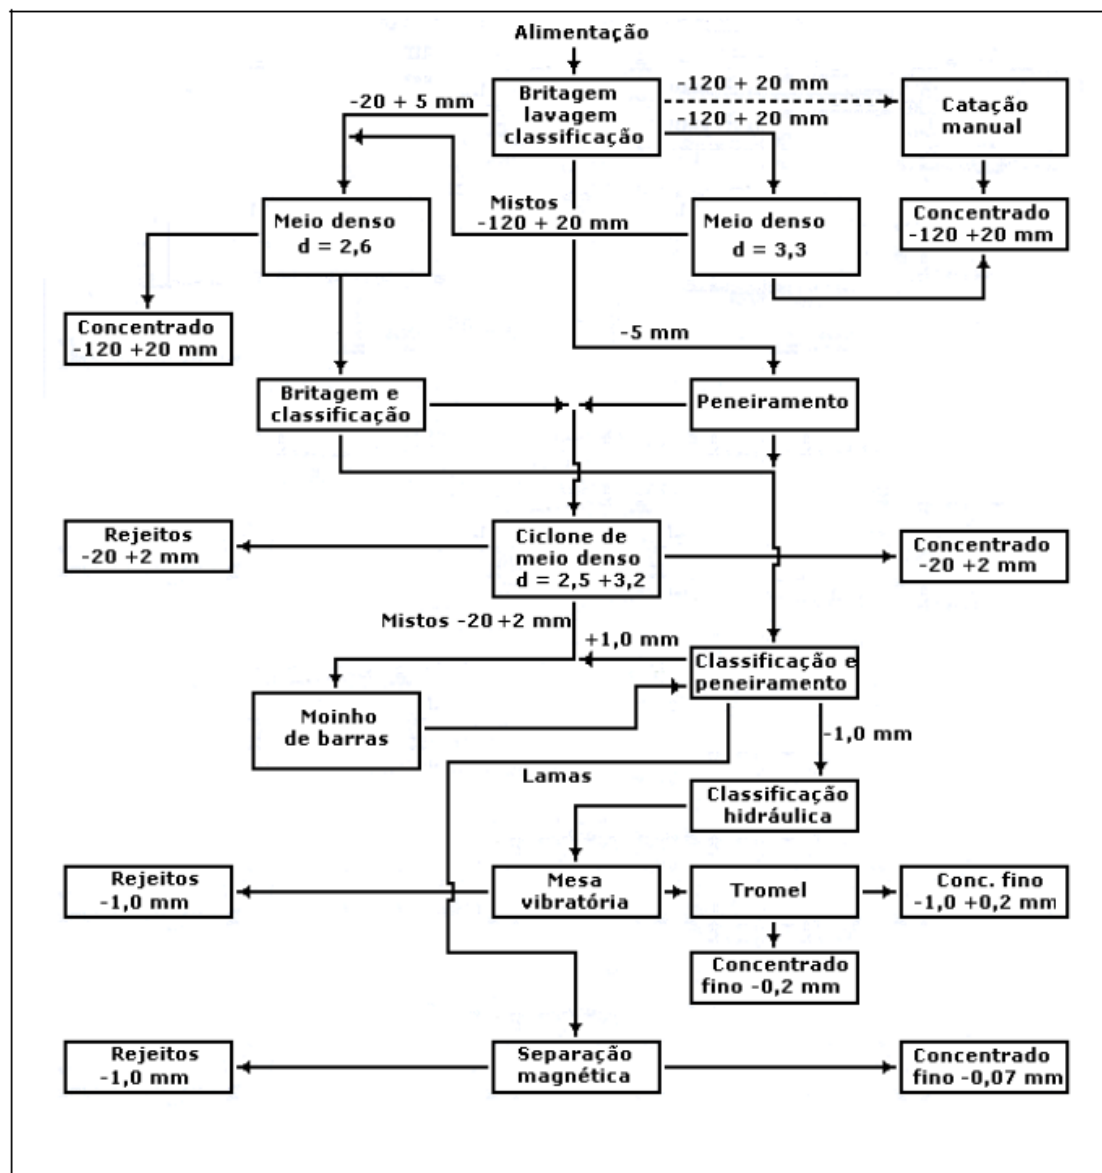 Alimentação
-20 + 5 mm
Britagem
lavagem
classificação
-120 + 20 mm
-120 + 20 mm
Catação
manual
Meio denso
d = 2,6
Mistos
-120 + 20 mm
Meio denso
d = 3,3
Concentrado
-120 +20 mm
Concentrado
-120 +20 mm
-5 mm
Britagem e
classificação
Peneiramento
Rejeitos
-20 +2 mm
Ciclone de
meio denso
d = 2,5 +3,2
Concentrado
-20 +2 mm
Mistos -20 +2 mm
+1,0 mm
Classificação e
peneiramento
Moinho
de barras
-1,0 mm
Lamas
Classificação
hidráulica
Rejeitos
-1,0 mm
Mesa
vibratória
Tromel
Conc. fino
-1,0 +0,2 mm
Concentrado
fino -0,2 mm
Rejeitos
-1,0 mm
Separação
magnética
Concentrado
fino -0,07 mm